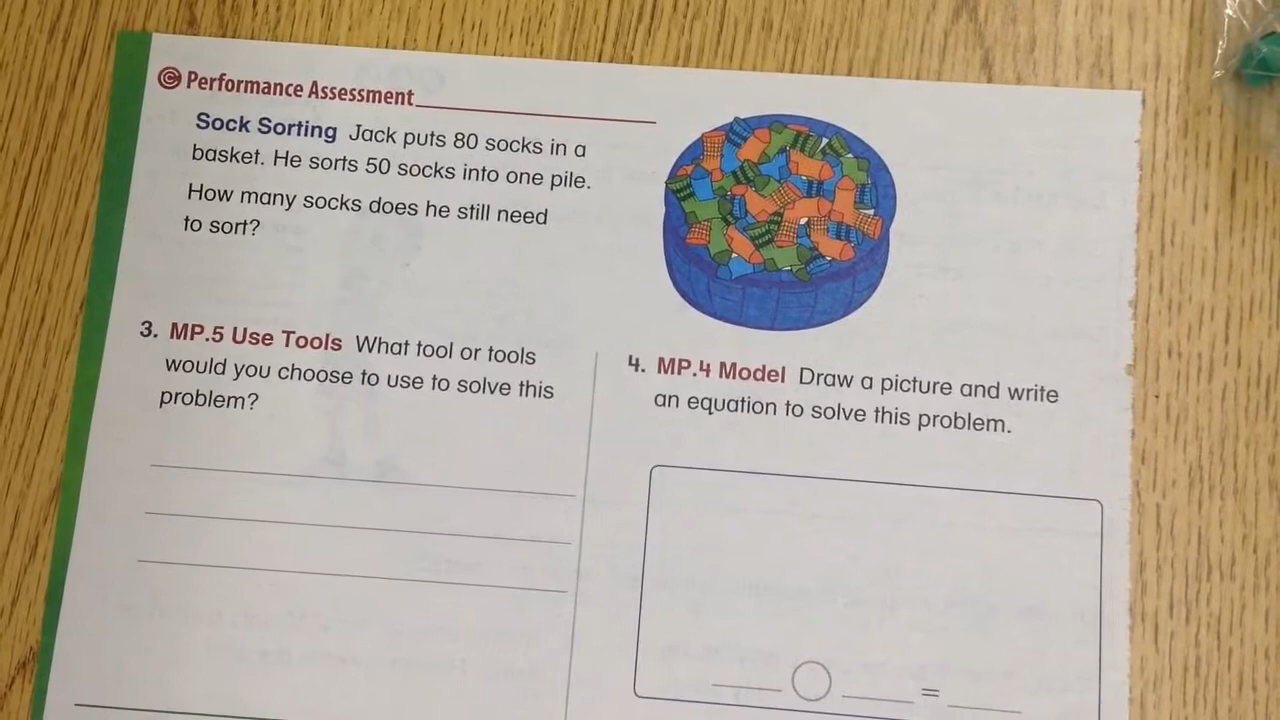 © Performance Assessment
Sock Sorting Jack puts 80 socks in a
basket. He sorts 50 socks into one pile.
How many socks does he still need
to sort?
3. MP.5 Use Tools What tool or tools
would you choose to use to solve this
problem?
4. MP.4 Model Draw a picture and write
an equation to solve this problem.
=